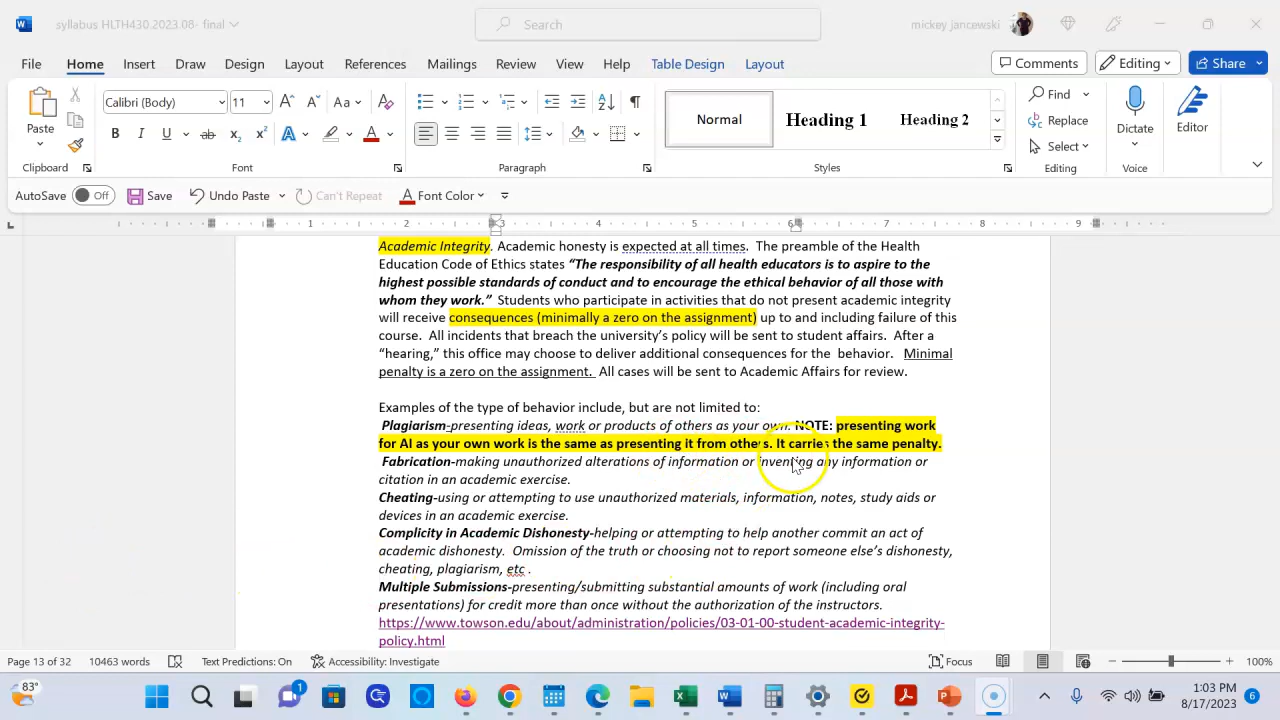 syllabus HLTH430.2023.08- final
Search
mickey jancewski
File Home Insert Draw Design Layout References Mailings Review View Help Table Design Layout Comments Editing Share
Calibri (Body) 11 Aa
Paste
Normal Heading 1 Heading 2
Find
Replace
Select
Dictate
Editor
Clipboard Font Paragraph Styles Editing Voice Editor
AutoSave Off Save Undo Paste Can't Repeat Font Color
1 1 2 3 4 5 6 7 8 9
Academic Integrity. Academic honesty is expected at all times. The preamble of the Health
Education Code of Ethics states “The responsibility of all health educators is to aspire to the
highest possible standards of conduct and to encourage the ethical behavior of all those with
whom they work.” Students who participate in activities that do not present academic integrity
will receive consequences (minimally a zero on the assignment) up to and including failure of this
course. All incidents that breach the university’s policy will be sent to student affairs. After a
“hearing,” this office may choose to deliver additional consequences for the behavior. Minimal
penalty is a zero on the assignment. All cases will be sent to Academic Affairs for review.
Examples of the type of behavior include, but are not limited to:
Plagiarism-presenting ideas, work or products of others as your own. NOTE: presenting work
for AI as your own work is the same as presenting it from others. It carries the same penalty.
Fabrication-making unauthorized alterations of information or inventing any information or
citation in an academic exercise.
Cheating-using or attempting to use unauthorized materials, information, notes, study aids or
devices in an academic exercise.
Complicity in Academic Dishonesty-helping or attempting to help another commit an act of
academic dishonesty. Omission of the truth or choosing not to report someone else’s dishonesty,
cheating, plagiarism, etc .
Multiple Submissions-presenting/submitting substantial amounts of work (including oral
presentations) for credit more than once without the authorization of the instructors.
https://www.towson.edu/about/administration/policies/03-01-00-student-academic-integrity-
policy.html
Page 13 of 32 10463 words Text Predictions: On Accessibility: Investigate Focus 100%
83° 1 1:03 PM
8/17/2023 6